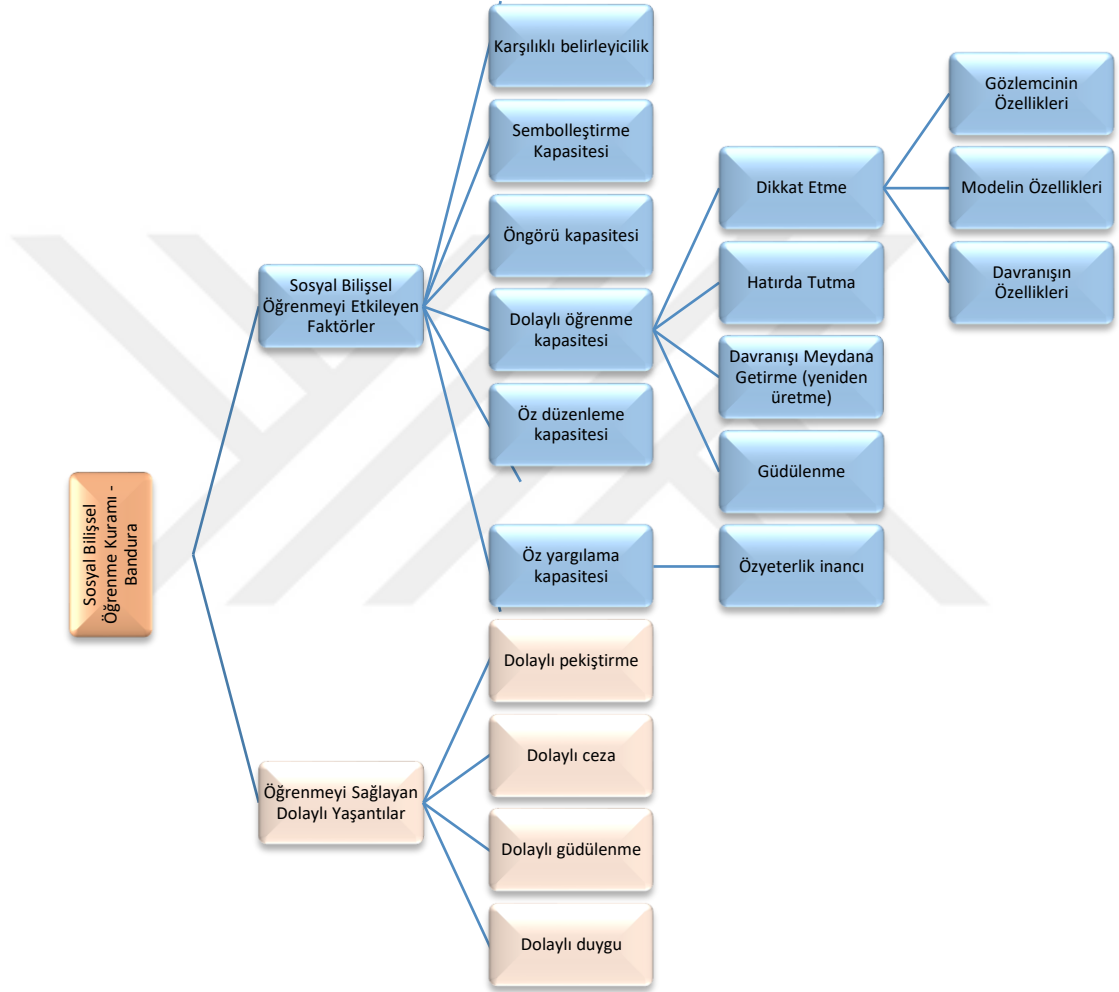 Sosyal Bilişsel
Öğrenme Kuramı -
Bandura
Sosyal Bilişsel
Öğrenmeyi Etkileyen
Faktörler
Karşılıklı belirleyicilik
Sembolleştirme
Kapasitesi
Öngörü kapasitesi
Dolaylı öğrenme
kapasitesi
Dikkat Etme
Gözlemcinin
Özellikleri
Modelin Özellikleri
Davranışın
Özellikleri
Hatırda Tutma
Davranışı Meydana
Getirme (yeniden
üretme)
Güdülenme
Öz düzenleme
kapasitesi
Öz yargılama
kapasitesi
Özyeterlik inancı
Öğrenmeyi Sağlayan
Dolaylı Yaşantılar
Dolaylı pekiştirme
Dolaylı ceza
Dolaylı güdülenme
Dolaylı duygu